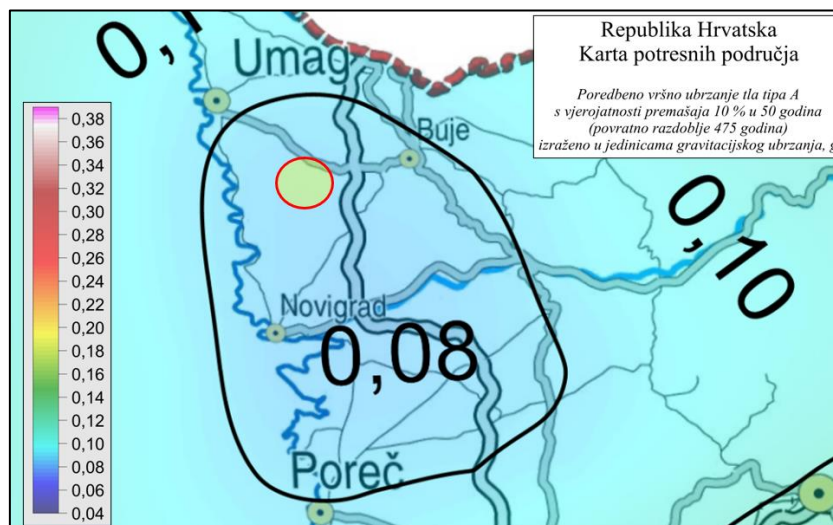 Republika Hrvatska
Karta potresnih područja
Poredbeno vršno ubrzanje tla tipa A
s vjerojatnosti premašaja 10 % u 50 godina
(povratno razdoblje 475 godina)
izraženo u jedinicama gravitacijskog ubrzanja, g
Umag
Buje
0,10
Novigrad
0,08
Poreč
0,38
0,36
0,34
0,32
0,30
0,28
0,26
0,24
0,22
0,20
0,18
0,16
0,14
0,12
0,10
0,08
0,06
0,04